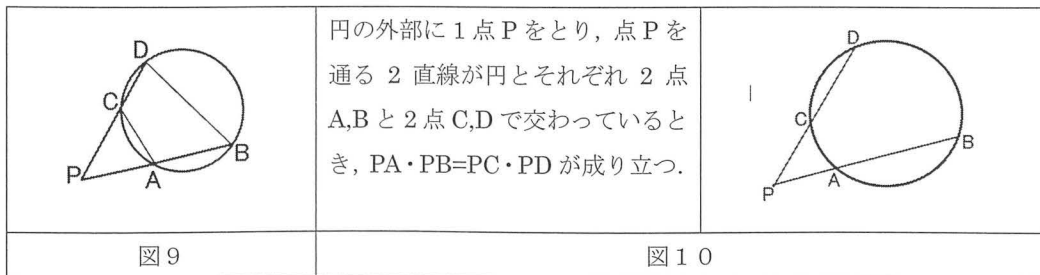 D
C
P
A
B
円の外部に1点Pをとり, 点Pを
通る 2 直線が円とそれぞれ 2 点
A,Bと2点C,Dで交わっていると
き, PA・PB=PC・PDが成り立つ.
D
C
P
A
B
図9
図10